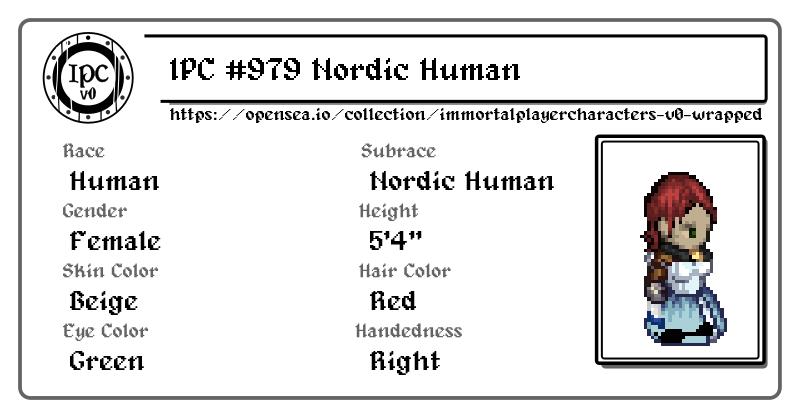 IPC
v0
IPC #979 Nordic Human
https://opensea.io/collection/immortalplayercharacters-v0-wrapped
Race
Subrace
Human
Nordic Human
Gender
Height
Female
5'4"
Skin Color
Hair Color
Beige
Red
Eye Color
Handedness
Green
Right